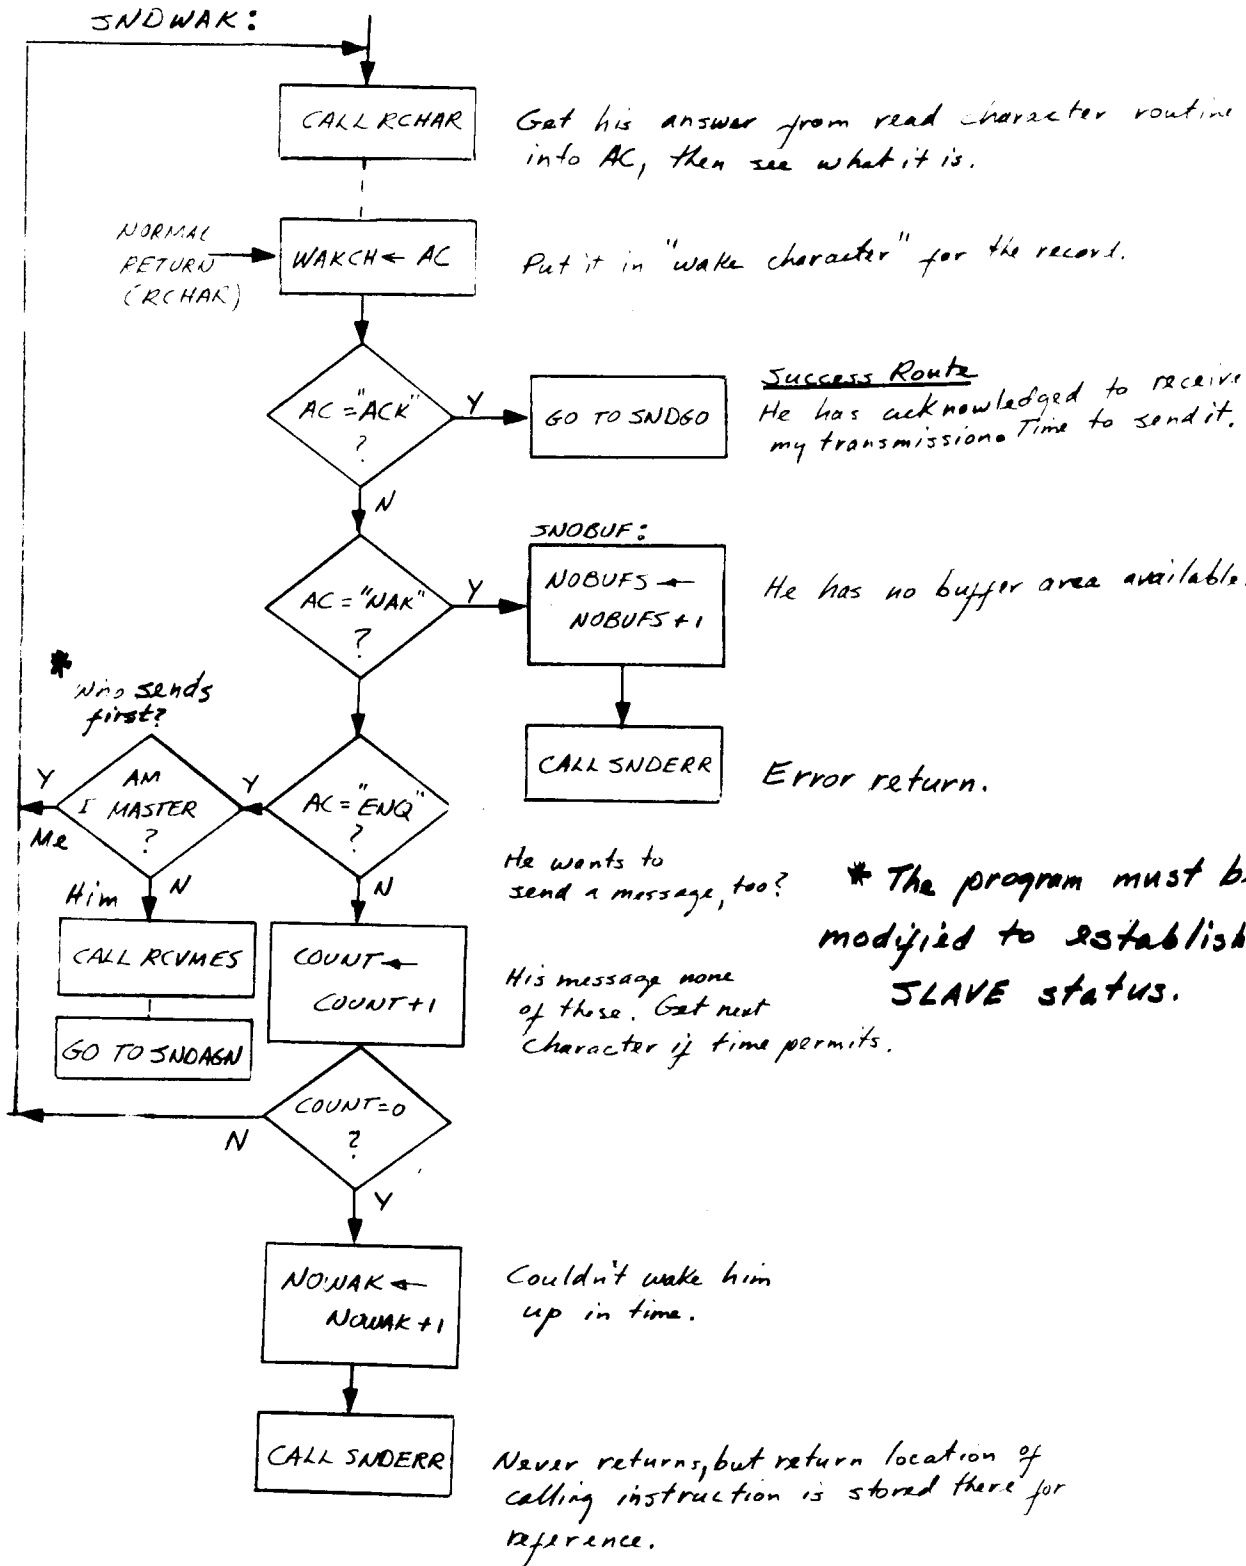 SNDWAK:
CALL RCHAR
Get his answer from read character routine
into AC, then see what it is.
NORMAL
RETURN
(RCHAR)
WAKCH ← AC
Put it in "wake character" for the record.
AC = "ACK"
?
Y
GO TO SNDGO
Success Route
He has acknowledged to receive
my transmission. Time to send it.
N
SNOBUF:
AC = "NAK"
?
Y
NOBUFS ←
NOBUFS + 1
He has no buffer area available.
* Who sends
first?
CALL SNDERR
Error return.
Y
AM
I MASTER
?
Y
AC = "ENQ"
?
Me
He wants to
send a message, too?
* The program must
modified to establish
SLAVE status.
Him
N
N
CALL RCVMES
COUNT ←
COUNT + 1
His message none
of these. Get next
character if time permits.
GO TO SNDAGN
COUNT = 0
?
N
Y
NOWAK ←
NOWAK + 1
Couldn't wake him
up in time.
CALL SNDERR
Never returns, but return location of
calling instruction is stored there for
reference.